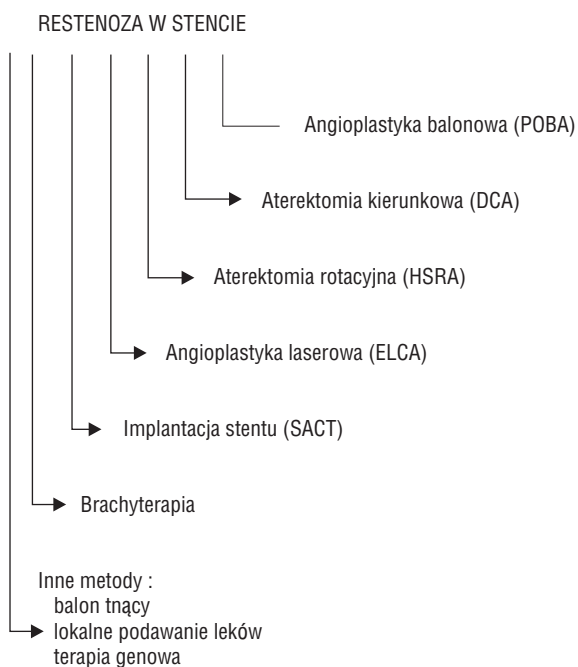 RESTENOZA W STENCIE
Angioplastyka balonowa (POBA)
Aterektomia kierunkowa (DCA)
Aterektomia rotacyjna (HSRA)
Angioplastyka laserowa (ELCA)
Implantacja stentu (SACT)
Brachyterapia
Inne metody :
balon tnący
lokalne podawanie leków
terapia genowa